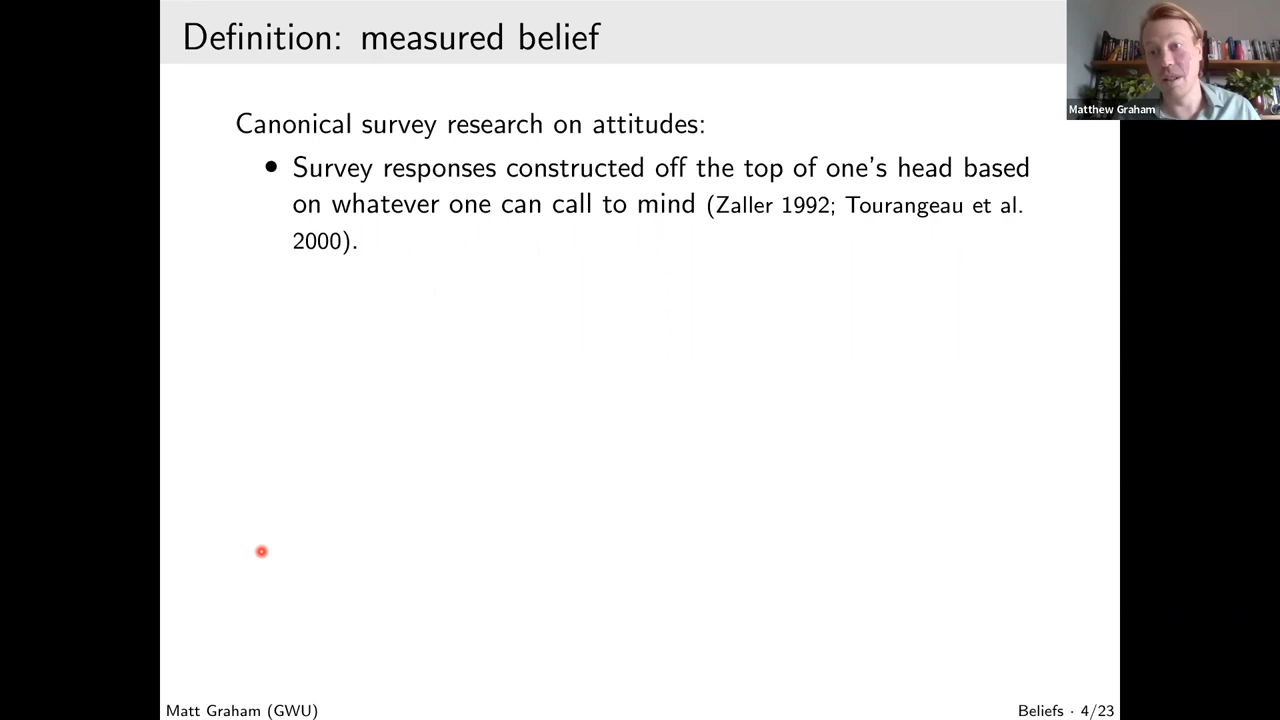 Definition: measured belief
Matthew Graham
Canonical survey research on attitudes:
• Survey responses constructed off the top of one's head based
on whatever one can call to mind (Zaller 1992; Tourangeau et al.
2000).
Matt Graham (GWU)
Beliefs · 4/23